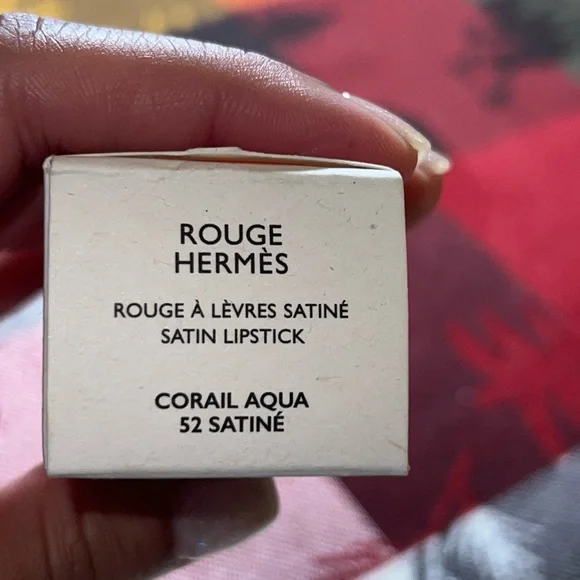 ROUGE
HERMÈS
ROUGE À LÈVRES SATINÉ
SATIN LIPSTICK
CORAIL AQUA
52 SATINÉ